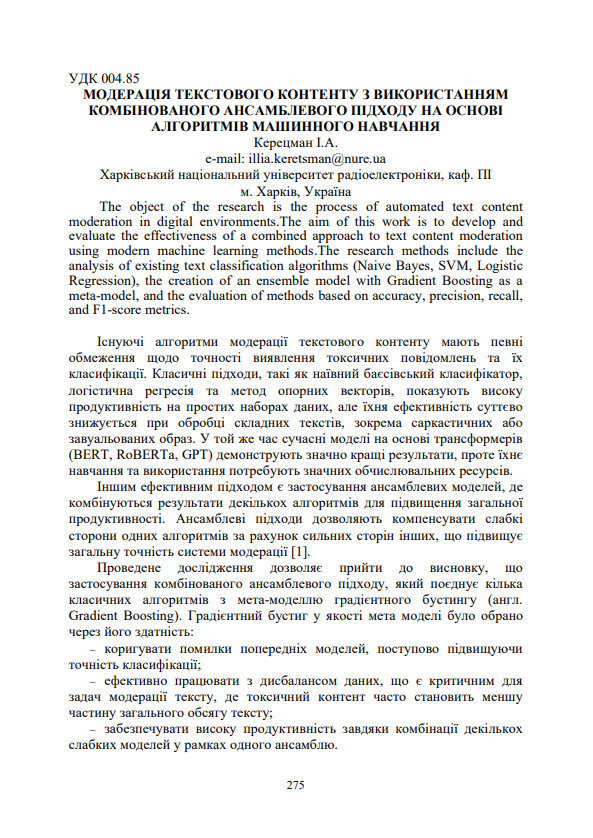 УДК 004.85
МОДЕРАЦІЯ ТЕКСТОВОГО КОНТЕНТУ З ВИКОРИСТАННЯМ
КОМБІНОВАНОГО АНСАМБЛЕВОГО ПІДХОДУ НА ОСНОВІ
АЛГОРИТМІВ МАШИННОГО НАВЧАННЯ
Керецман І.А.
e-mail: illia.keretsman@nure.ua
Харківський національний університет радіоелектроніки, каф. ПІ
м. Харків, Україна
The object of the research is the process of automated text content
moderation in digital environments.The aim of this work is to develop and
evaluate the effectiveness of a combined approach to text content moderation
using modern machine learning methods.The research methods include the
analysis of existing text classification algorithms (Naive Bayes, SVM, Logistic
Regression), the creation of an ensemble model with Gradient Boosting as a
meta-model, and the evaluation of methods based on accuracy, precision, recall,
and F1-score metrics.
Існуючі алгоритми модерації текстового контенту мають певні
обмеження щодо точності виявлення токсичних повідомлень та їх
класифікації. Класичні підходи, такі як наївний баєсівський класифікатор,
логістична регресія та метод опорних векторів, показують високу
продуктивність на простих наборах даних, але їхня ефективність суттєво
знижується при обробці складних текстів, зокрема саркастичних або
завуальованих образ. У той же час сучасні моделі на основі трансформерів
(BERT, RoBERTa, GPT) демонструють значно кращі результати, проте їхнє
навчання та використання потребують значних обчислювальних ресурсів.
Іншим ефективним підходом є застосування ансамблевих моделей, де
комбінуються результати декількох алгоритмів для підвищення загальної
продуктивності. Ансамблеві підходи дозволяють компенсувати слабкі
сторони одних алгоритмів за рахунок сильних сторін інших, що підвищує
загальну точність системи модерації [1].
Проведене дослідження дозволяє прийти до висновку, що
застосування комбінованого ансамблевого підходу, який поєднує кілька
класичних алгоритмів з мета-моделлю градієнтного бустингу (англ.
Gradient Boosting). Градієнтний бустиг у якості мета моделі було обрано
через його здатність:
– коригувати помилки попередніх моделей, поступово підвищуючи
точність класифікації;
– ефективно працювати з дисбалансом даних, що є критичним для
задач модерації тексту, де токсичний контент часто становить меншу
частину загального обсягу тексту;
– забезпечувати високу продуктивність завдяки комбінації декількох
слабких моделей у рамках одного ансамблю.
275